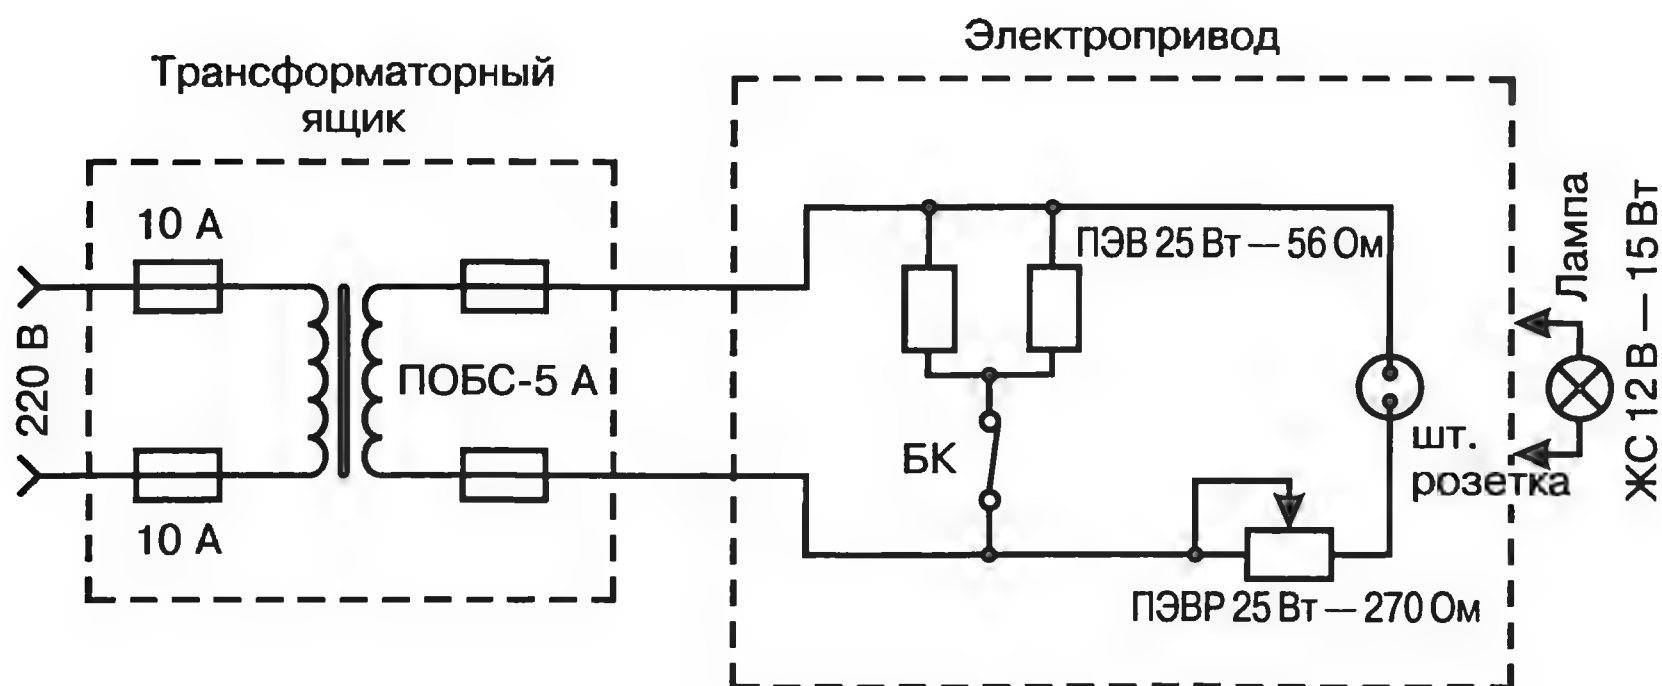 Электропривод
Трансформаторный
ящик
10 А
ПЭВ 25 Вт — 56 Ом
220 В
ПОБС-5 А
БК
шт.
розетка
Лампа
ЖС 12 В — 15 Вт
10 А
ПЭВР 25 Вт — 270 Ом